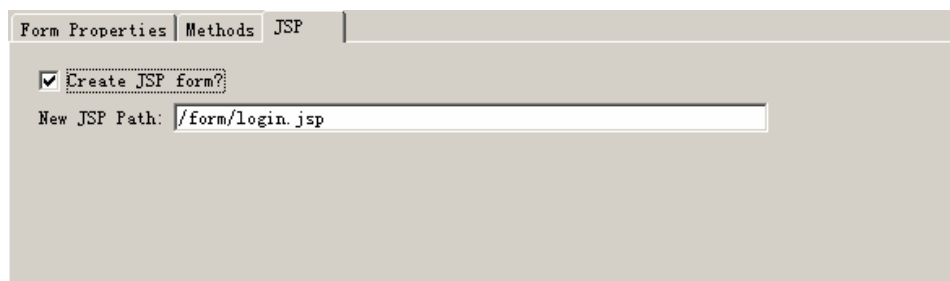 Form Properties Methods JSP
Create JSP form?
New JSP Path: /form/login.jsp